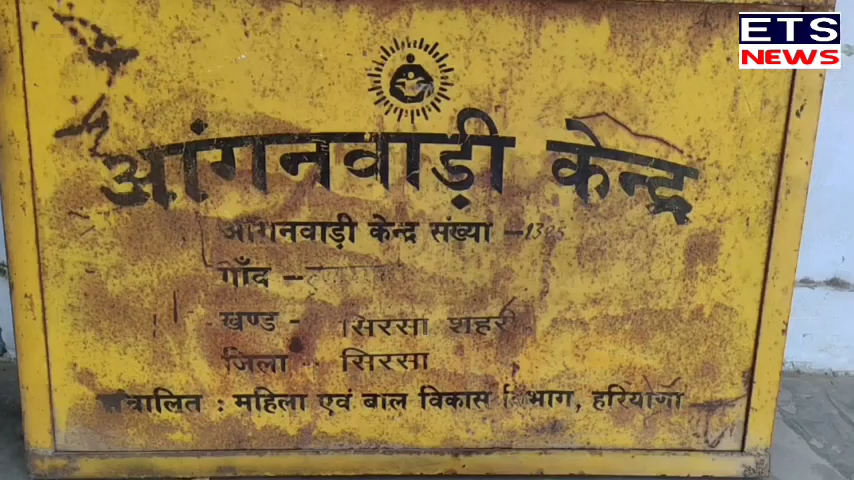 ETS
NEWS
आंगनवाड़ी केन्द्र
आंगनवाड़ी केन्द्र संख्या -
गाँव -
खण्ड - सिरसा शहरी
जिला - सिरसा
संचालित : महिला एवं बाल विकास विभाग, हरियाणा